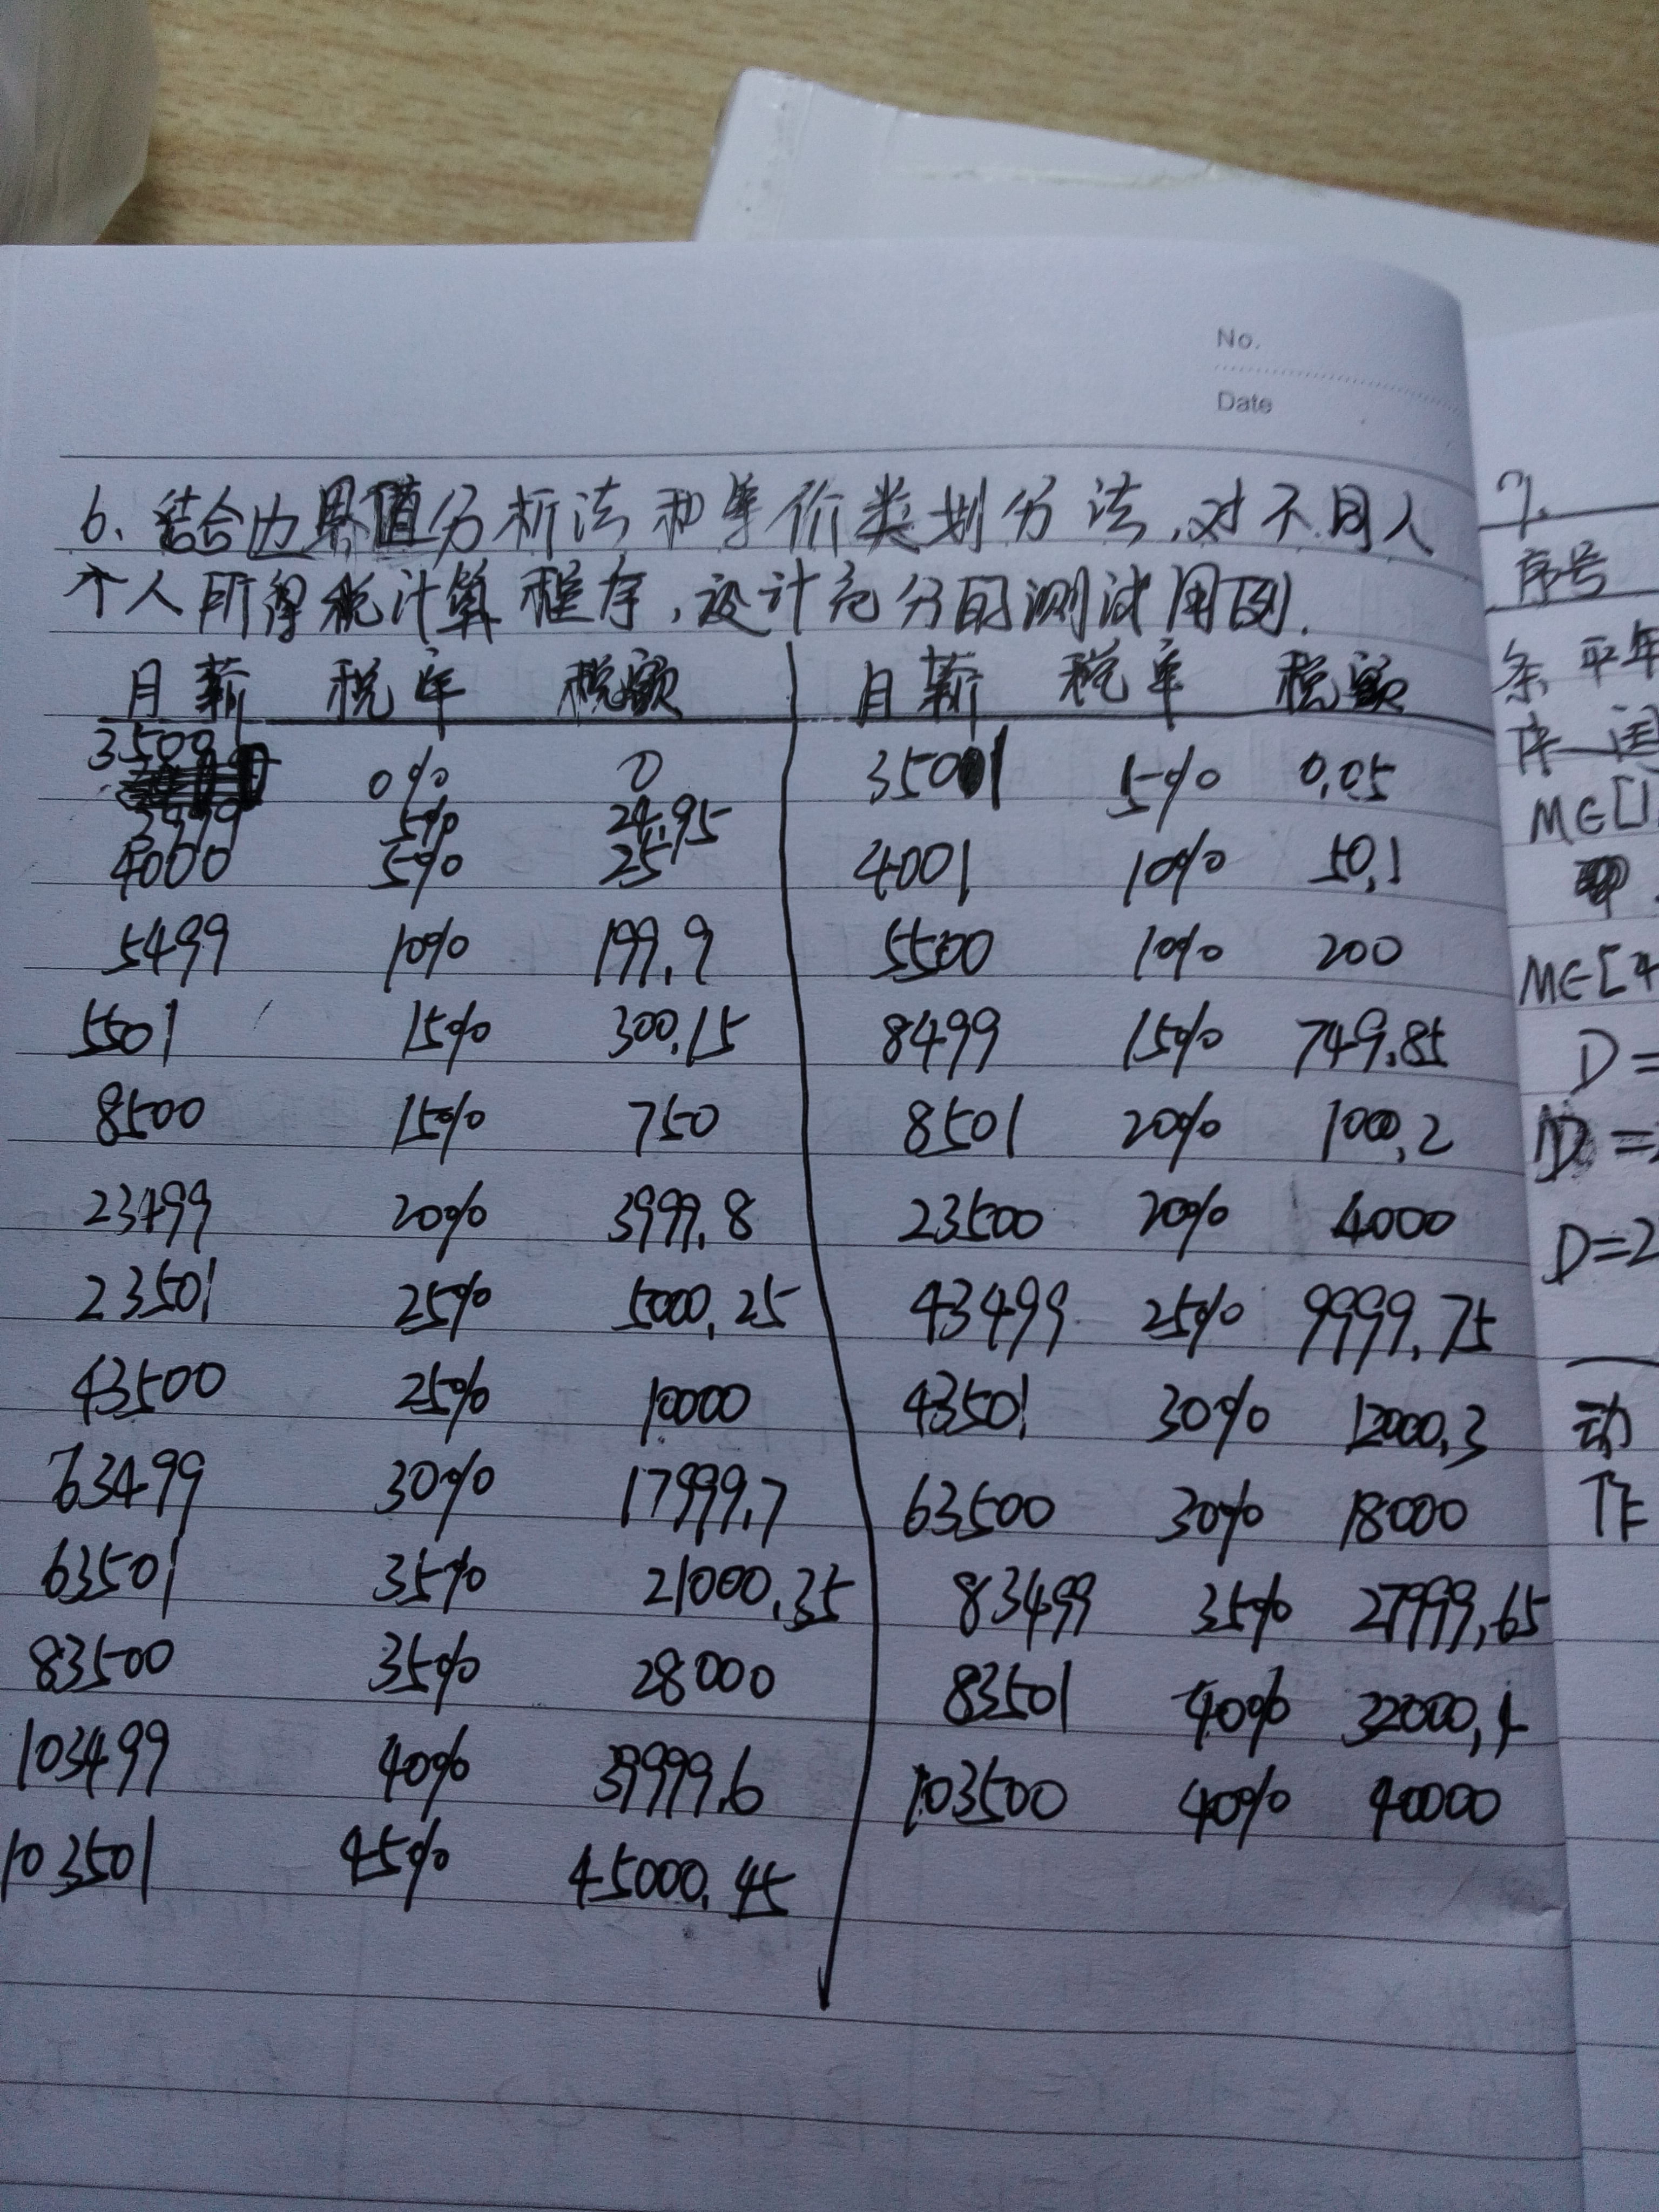 No.
Date
6、结合边界值分析法和等价类划分法,对不同人
个人所得税计算程序,设计充分的测试用例.
月薪 税率 税额 月薪 税率 税额
3500 0% 0 3501 5% 0.05
3999 5% 24.95
4000 5% 25 4001 10% 50.1
5499 10% 199.9 5500 10% 200
5501 15% 300.15 8499 15% 749.85
8500 15% 750 8501 20% 1000.2
23499 20% 3999.8 23500 20% 4000
23501 25% 5000.25 43499 25% 9999.75
43500 25% 10000 43501 30% 12000.3
63499 30% 17999.7 63500 30% 18000
63501 35% 21000.35 83499 35% 27999.65
83500 35% 28000 83501 40% 32000.4
103499 40% 39999.6 103500 40% 40000
103501 45% 45000.45
7.
序号
条 平年
件 闰
M∈[1
M∈[4
D=
D=
D=2
动
作